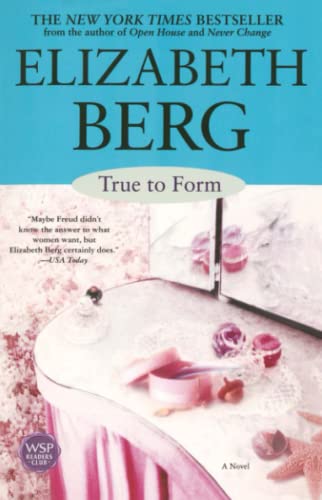 THE NEW YORK TIMES BESTSELLER
from the author of Open House and Never Change
ELIZABETH
BERG
True to Form
"Maybe Freud didn't
know the answer to what
women want, but
Elizabeth Berg certainly does."
—USA Today
WSP
READERS
CLUB
A Novel